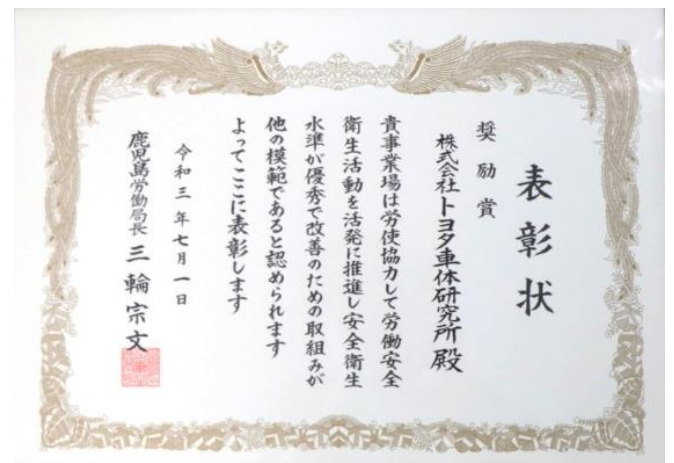 表彰状
奨励賞
株式会社トヨタ車体研究所 殿
貴事業場は労使協力して労働安全
衛生活動を活発に推進し安全衛生
水準が優秀で改善のための取組みが
他の模範であると認められます
よってここに表彰します
令和三年七月一日
鹿児島労働局長 三輪宗文